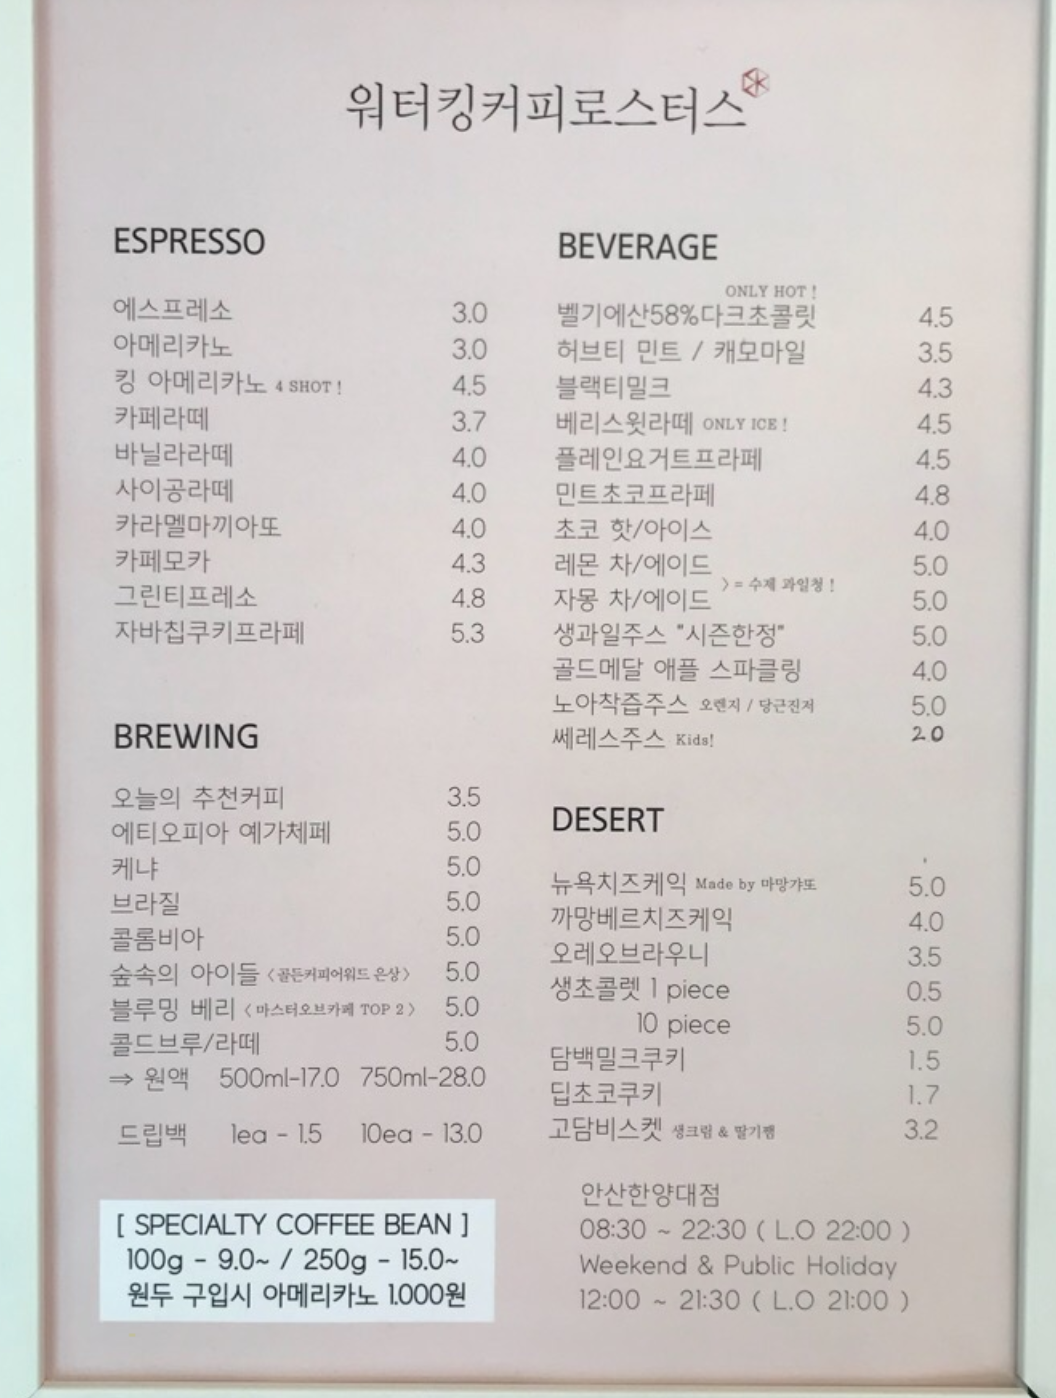 워터킹커피로스터스
ESPRESSO
에스프레소 3.0
아메리카노 3.0
킹 아메리카노 4 SHOT ! 4.5
카페라떼 3.7
바닐라라떼 4.0
사이공라떼 4.0
카라멜마끼아또 4.0
카페모카 4.3
그린티프레소 4.8
자바칩쿠키프라페 5.3
BREWING
오늘의 추천커피 3.5
에티오피아 예가체페 5.0
케냐 5.0
브라질 5.0
콜롬비아 5.0
숲속의 아이들 < 골든커피어워드 은상 > 5.0
블루밍 베리 < 마스터오브카페 TOP 2 > 5.0
콜드브루/라떼 5.0
⇒ 원액 500ml-17.0 750ml-28.0
드립백 1ea - 1.5 10ea - 13.0
[ SPECIALTY COFFEE BEAN ]
100g - 9.0~ / 250g - 15.0~
원두 구입시 아메리카노 1.000원
BEVERAGE
ONLY HOT !
벨기에산58%다크초콜릿 4.5
허브티 민트 / 캐모마일 3.5
블랙티밀크 4.3
베리스윗라떼 ONLY ICE ! 4.5
플레인요거트프라페 4.5
민트초코프라페 4.8
초코 핫/아이스 4.0
레몬 차/에이드 5.0
> = 수제 과일청 !
자몽 차/에이드 5.0
생과일주스 "시즌한정" 5.0
골드메달 애플 스파클링 4.0
노아착즙주스 오렌지 / 당근진저 5.0
쎄레스주스 Kids! 20
DESERT
뉴욕치즈케익 Made by 마망갸또 5.0
까망베르치즈케익 4.0
오레오브라우니 3.5
생초콜렛 1 piece 0.5
10 piece 5.0
담백밀크쿠키 1.5
딥초코쿠키 1.7
고담비스켓 생크림 & 딸기쨈 3.2
안산한양대점
08:30 ~ 22:30 ( L.O 22:00 )
Weekend & Public Holiday
12:00 ~ 21:30 ( L.O 21:00 )